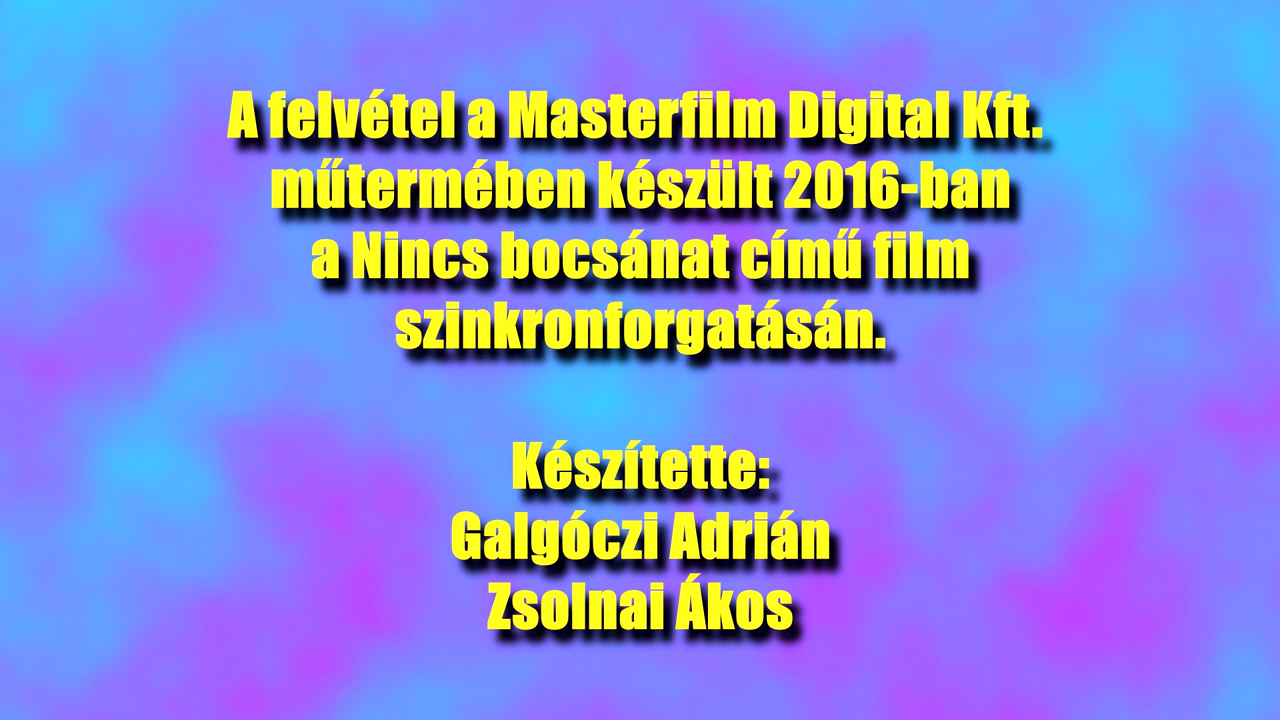 A felvétel a Masterfilm Digital Kft.
műtermében készült 2016-ban
a Nincs bocsánat című film
szinkronforgatásán.
Készítette:
Galgóczi Adrián
Zsolnai Ákos